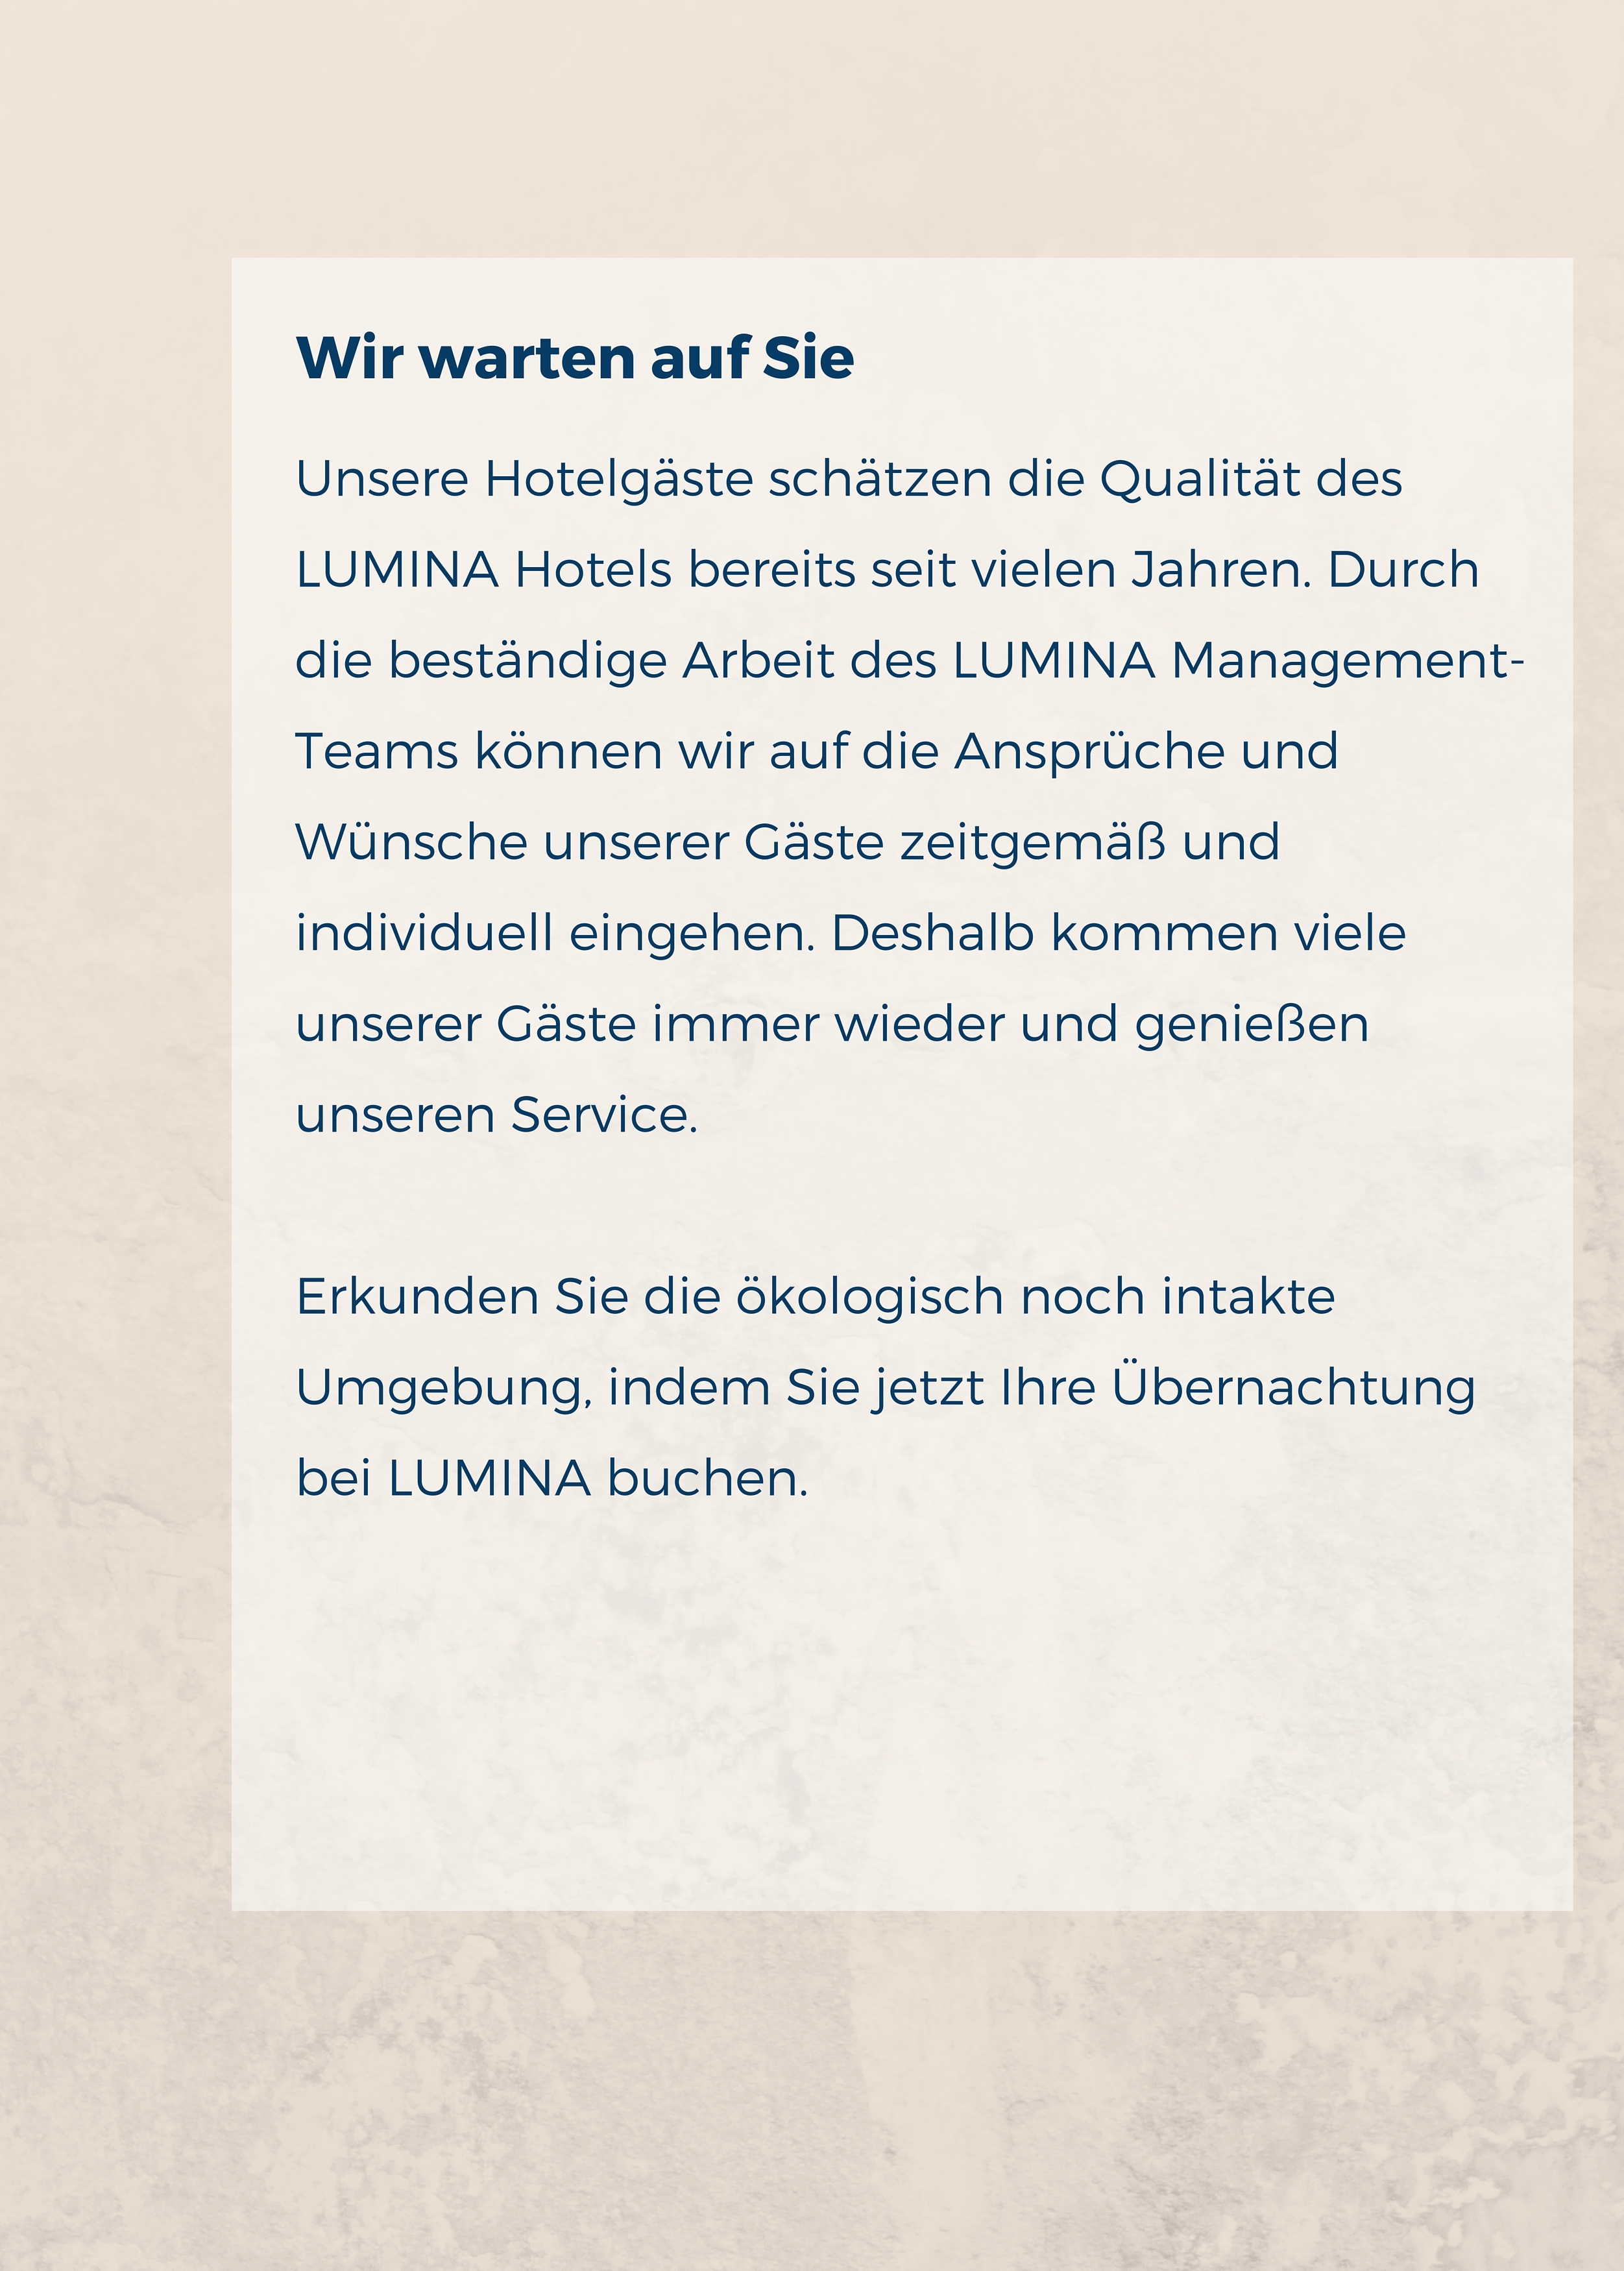 Wir warten auf Sie
Unsere Hotelgäste schätzen die Qualität des
LUMINA Hotels bereits seit vielen Jahren. Durch
die beständige Arbeit des LUMINA Management-
Teams können wir auf die Ansprüche und
Wünsche unserer Gäste zeitgemäß und
individuell eingehen. Deshalb kommen viele
unserer Gäste immer wieder und genießen
unseren Service.
Erkunden Sie die ökologisch noch intakte
Umgebung, indem Sie jetzt Ihre Übernachtung
bei LUMINA buchen.